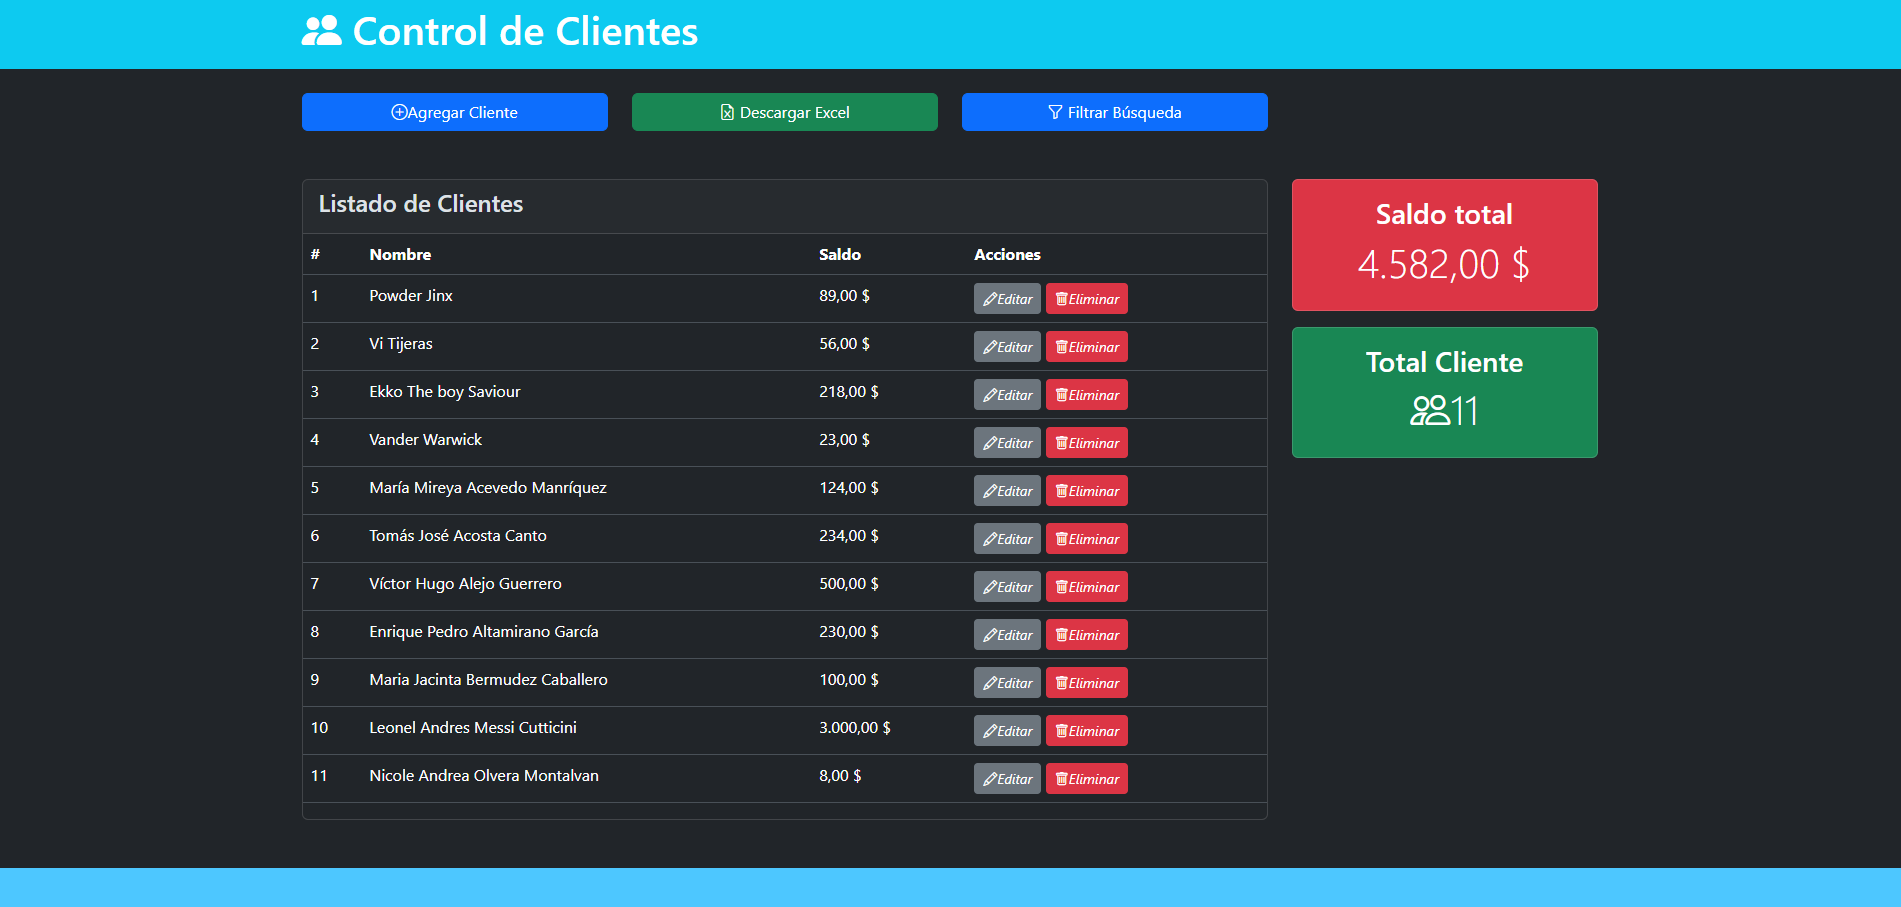 Control de Clientes
Agregar Cliente
Descargar Excel
Filtrar Búsqueda
Listado de Clientes
# Nombre Saldo Acciones
1 Powder Jinx 89,00 $ Editar Eliminar
2 Vi Tijeras 56,00 $ Editar Eliminar
3 Ekko The boy Saviour 218,00 $ Editar Eliminar
4 Vander Warwick 23,00 $ Editar Eliminar
5 María Mireya Acevedo Manríquez 124,00 $ Editar Eliminar
6 Tomás José Acosta Canto 234,00 $ Editar Eliminar
7 Víctor Hugo Alejo Guerrero 500,00 $ Editar Eliminar
8 Enrique Pedro Altamirano García 230,00 $ Editar Eliminar
9 Maria Jacinta Bermudez Caballero 100,00 $ Editar Eliminar
10 Leonel Andres Messi Cutticini 3.000,00 $ Editar Eliminar
11 Nicole Andrea Olvera Montalvan 8,00 $ Editar Eliminar
Saldo total
4.582,00 $
Total Cliente
11